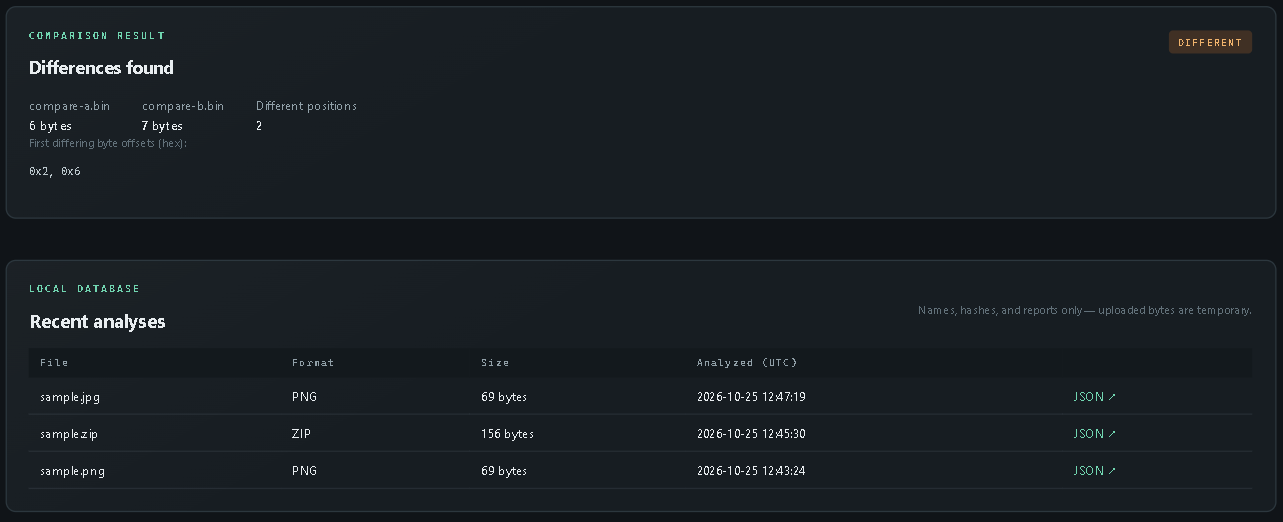 COMPARISON RESULT
DIFFERENT
Differences found
compare-a.bin compare-b.bin Different positions
6 bytes 7 bytes 2
First differing byte offsets (hex):
0x2, 0x6
LOCAL DATABASE
Names, hashes, and reports only — uploaded bytes are temporary.
Recent analyses
File Format Size Analyzed (UTC)
sample.jpg PNG 69 bytes 2026-10-25 12:47:19 JSON ↗
sample.zip ZIP 156 bytes 2026-10-25 12:45:30 JSON ↗
sample.png PNG 69 bytes 2026-10-25 12:43:24 JSON ↗